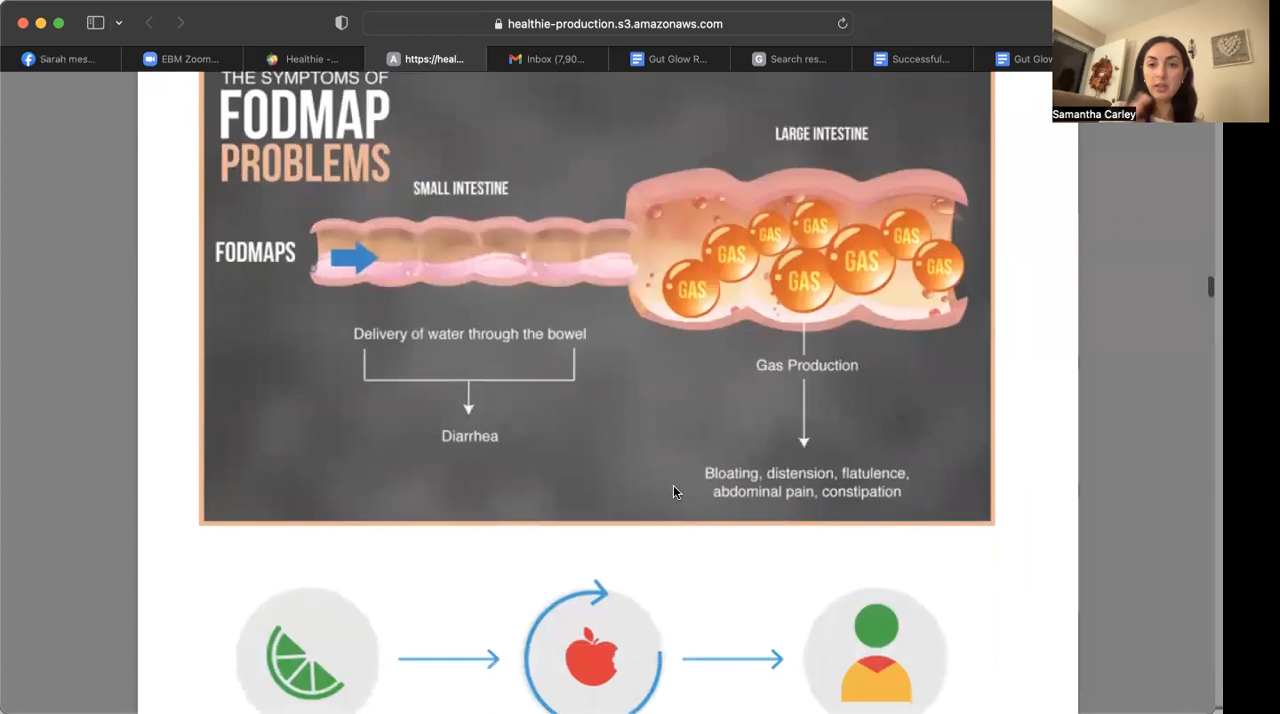 healthie-production.s3.amazonaws.com
Sarah mes...
EBM Zoom...
Healthie -...
A
https://heal...
Inbox (7,90...
Gut Glow R...
G
Search res...
Successful...
Gut Glow
Samantha Carley
THE SYMPTOMS OF
FODMAP
PROBLEMS
LARGE INTESTINE
SMALL INTESTINE
FODMAPS
GAS
GAS
GAS
GAS
GAS
GAS
GAS
GAS
Delivery of water through the bowel
Gas Production
Diarrhea
Bloating, distension, flatulence,
abdominal pain, constipation